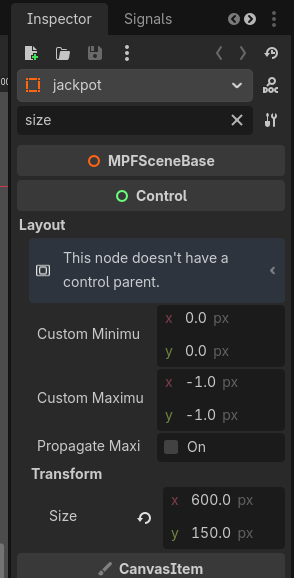 Inspector Signals
jackpot
DOC
size
MPFSceneBase
Control
Layout
This node doesn't have a
control parent.
Custom Minimu
x 0.0 px
y 0.0 px
Custom Maximu
x -1.0 px
y -1.0 px
Propagate Maxi
On
Transform
Size
x 600.0 px
y 150.0 px
CanvasItem